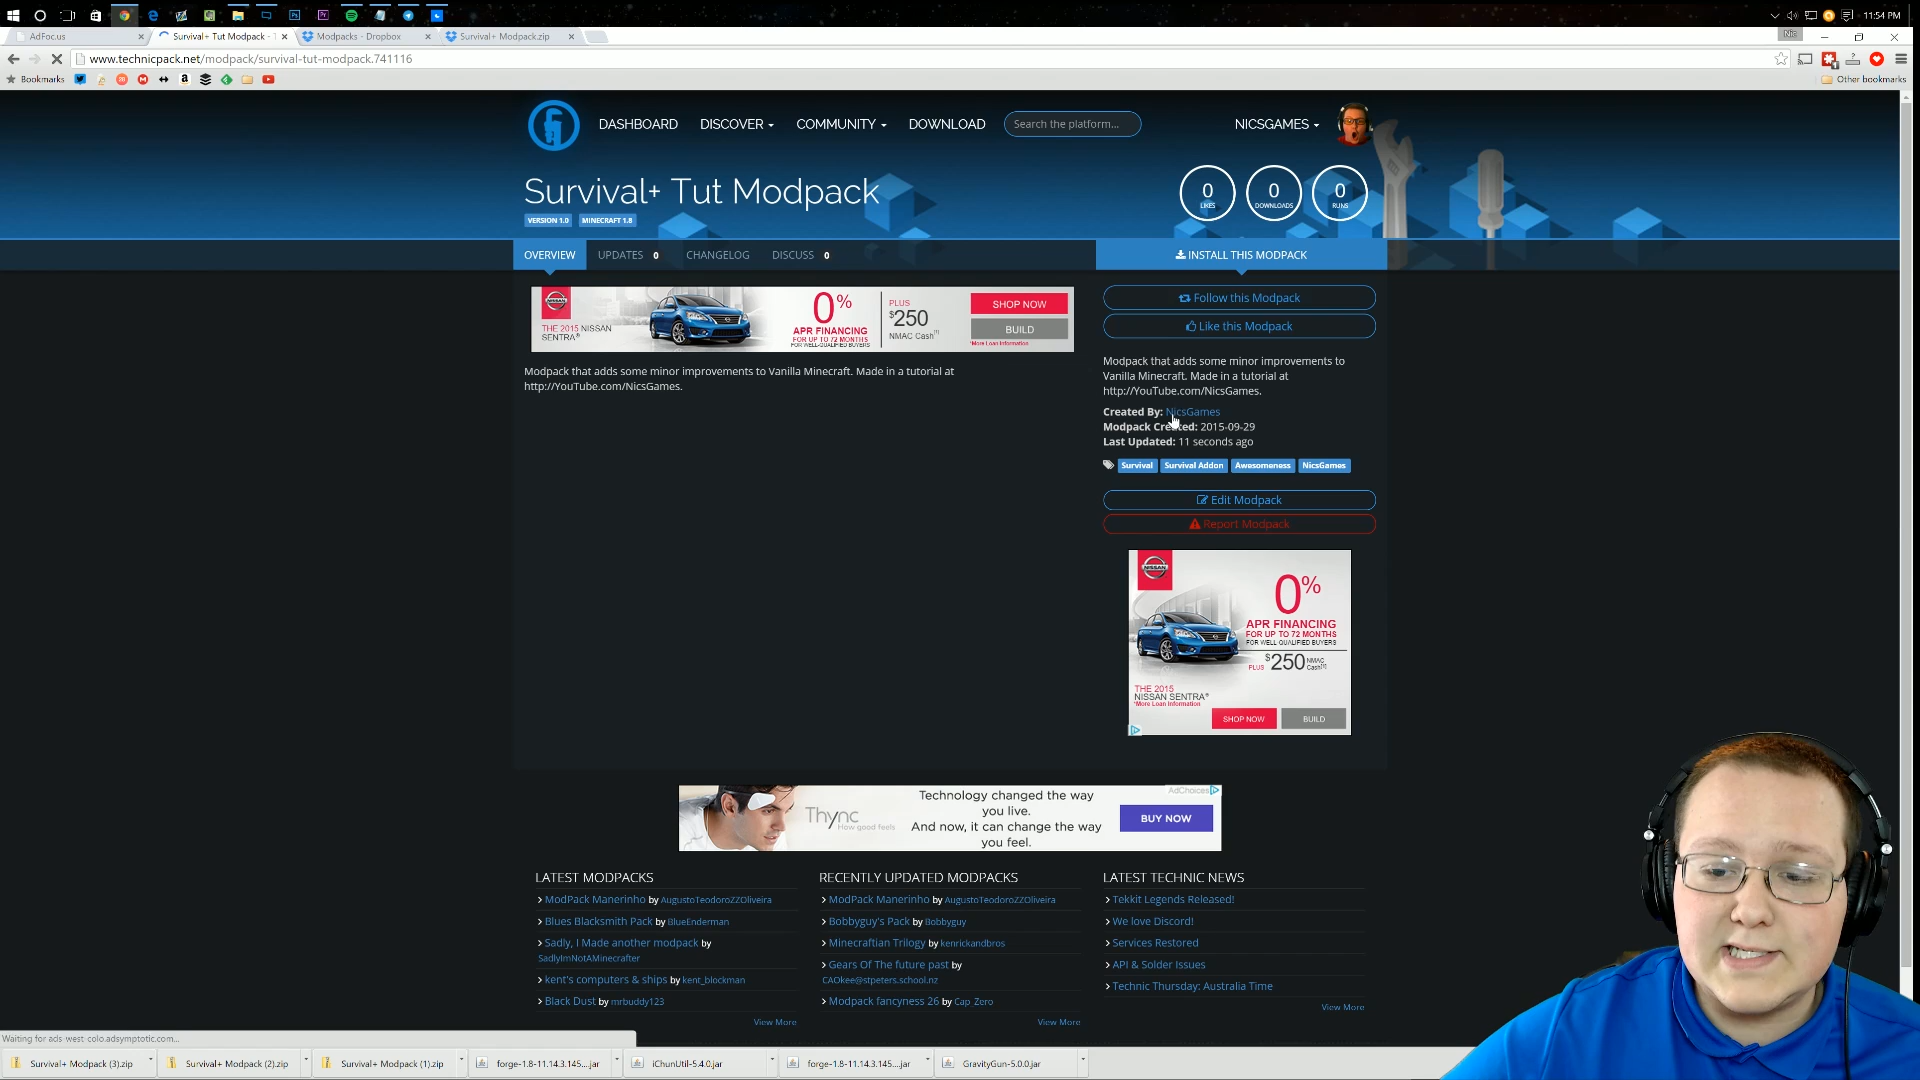 11:54 PM
AdFoc.us
Survival+ Tut Modpack -
Modpacks - Dropbox
Survival+ Modpack.zip
Nic
www.technicpack.net/modpack/survival-tut-modpack.741116
Bookmarks
Other bookmarks
DASHBOARD
DISCOVER
COMMUNITY
DOWNLOAD
Search the platform...
NICSGAMES
Survival+ Tut Modpack
VERSION 1.0
MINECRAFT 1.8
0
LIKES
0
DOWNLOADS
0
RUNS
OVERVIEW
UPDATES 0
CHANGELOG
DISCUSS 0
INSTALL THIS MODPACK
NISSAN
THE 2015 NISSAN
SENTRA®
0%
APR FINANCING
FOR UP TO 72 MONTHS
FOR WELL-QUALIFIED BUYERS
PLUS
$250
NMAC Cash[1]
SHOP NOW
BUILD
*More Loan Information
Modpack that adds some minor improvements to Vanilla Minecraft. Made in a tutorial at
http://YouTube.com/NicsGames.
Follow this Modpack
Like this Modpack
Modpack that adds some minor improvements to
Vanilla Minecraft. Made in a tutorial at
http://YouTube.com/NicsGames.
Created By: NicsGames
Modpack Created: 2015-09-29
Last Updated: 11 seconds ago
Survival
Survival Addon
Awesomeness
NicsGames
Edit Modpack
Report Modpack
NISSAN
0%
APR FINANCING
FOR UP TO 72 MONTHS
FOR WELL QUALIFIED BUYERS
PLUS $250 NMAC Cash[1]
THE 2015
NISSAN SENTRA®
*More Loan Information
SHOP NOW
BUILD
Thync
How good feels
Technology changed the way
you live.
And now, it can change the way
you feel.
AdChoices
BUY NOW
LATEST MODPACKS
ModPack Manerinho by AugustoTeodoroZZOliveira
Blues Blacksmith Pack by BlueEnderman
Sadly, I Made another modpack by
SadlyImNotAMinecrafter
kent's computers & ships by kent_blockman
Black Dust by mrbuddy123
View More
RECENTLY UPDATED MODPACKS
ModPack Manerinho by AugustoTeodoroZZOliveira
Bobbyguy's Pack by Bobbyguy
Minecraftian Trilogy by kenrickandbros
Gears Of The future past by
CAOkee@stpeters.school.nz
Modpack fancyness 26 by Cap_Zero
View More
LATEST TECHNIC NEWS
Tekkit Legends Released!
We love Discord!
Services Restored
API & Solder Issues
Technic Thursday: Australia Time
View More
Waiting for ads-west-colo.adsymptotic.com...
Survival+ Modpack (3).zip
Survival+ Modpack (2).zip
Survival+ Modpack (1).zip
forge-1.8-11.14.3.145....jar
iChunUtil-5.4.0.jar
forge-1.8-11.14.3.145....jar
GravityGun-5.0.0.jar